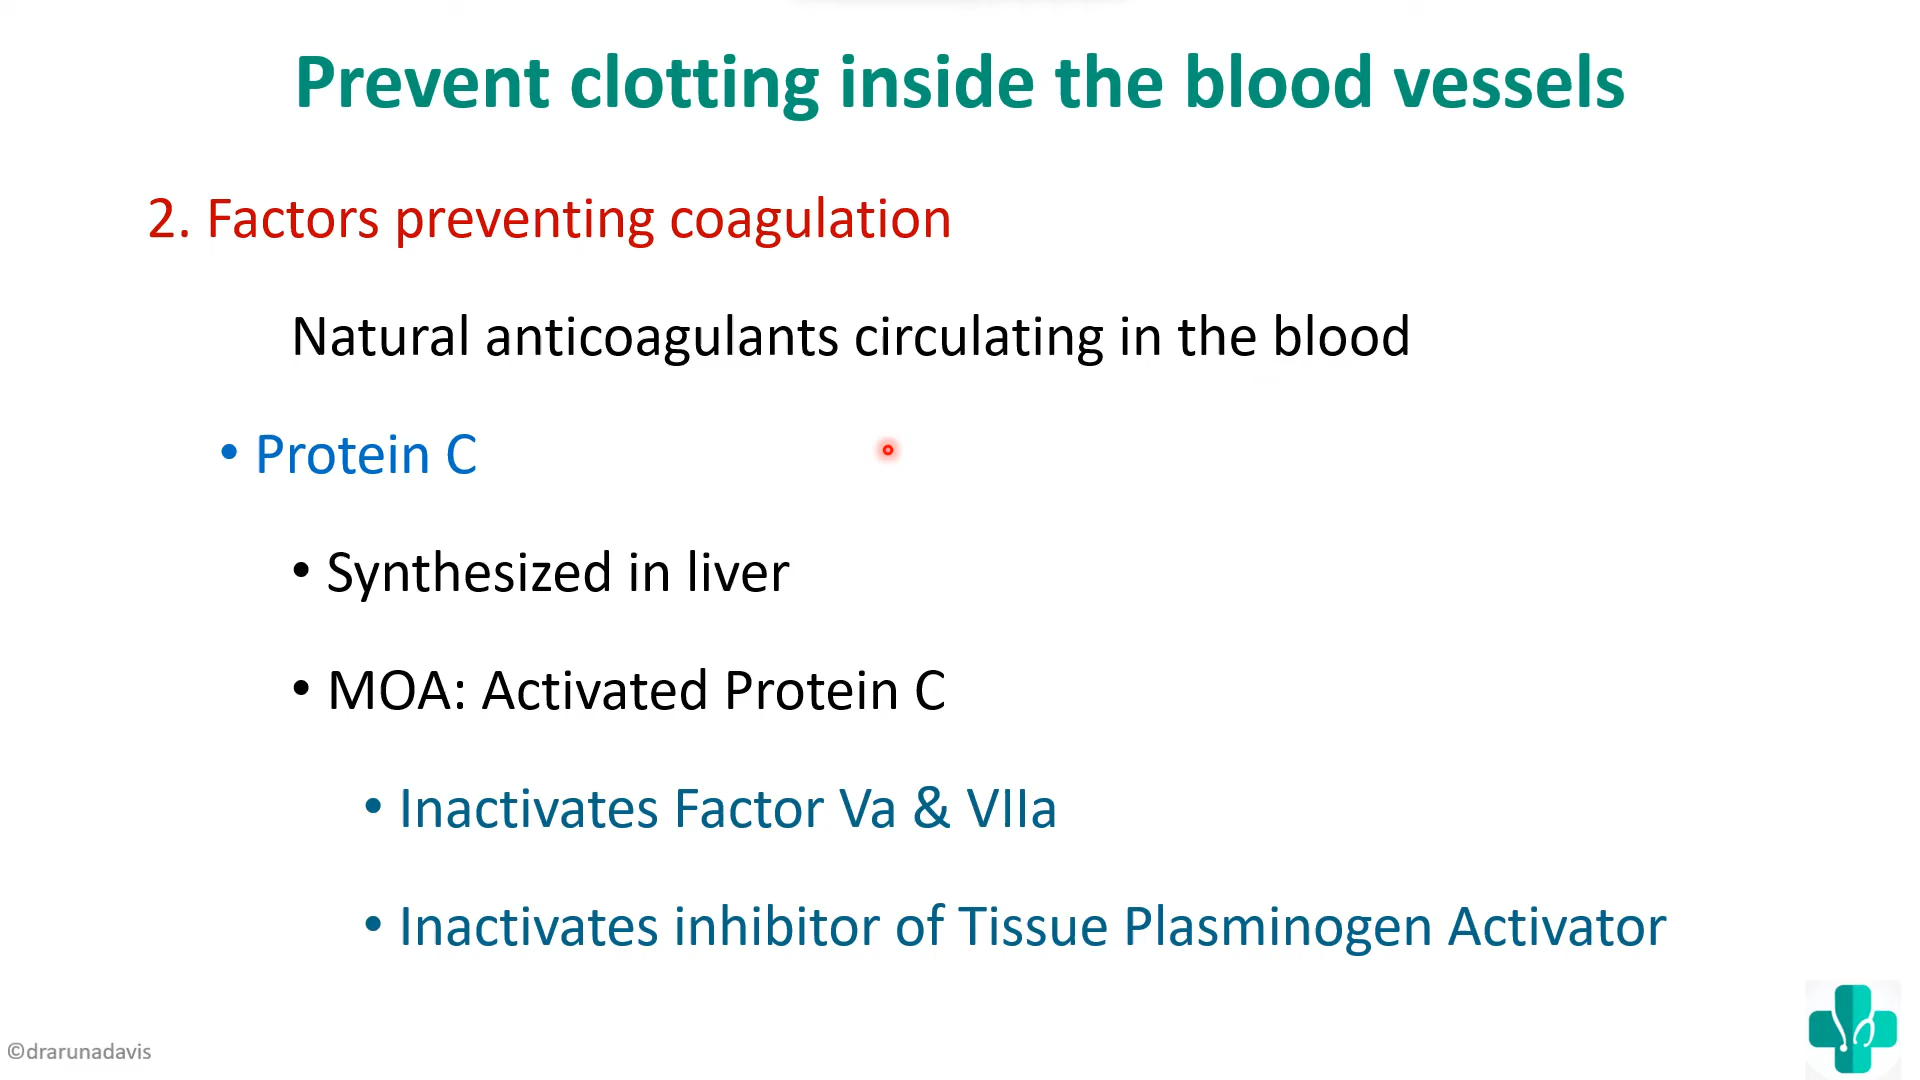 Prevent clotting inside the blood vessels
2. Factors preventing coagulation
Natural anticoagulants circulating in the blood
• Protein C
• Synthesized in liver
• MOA: Activated Protein C
• Inactivates Factor Va & VIIa
• Inactivates inhibitor of Tissue Plasminogen Activator
©drarunadavis